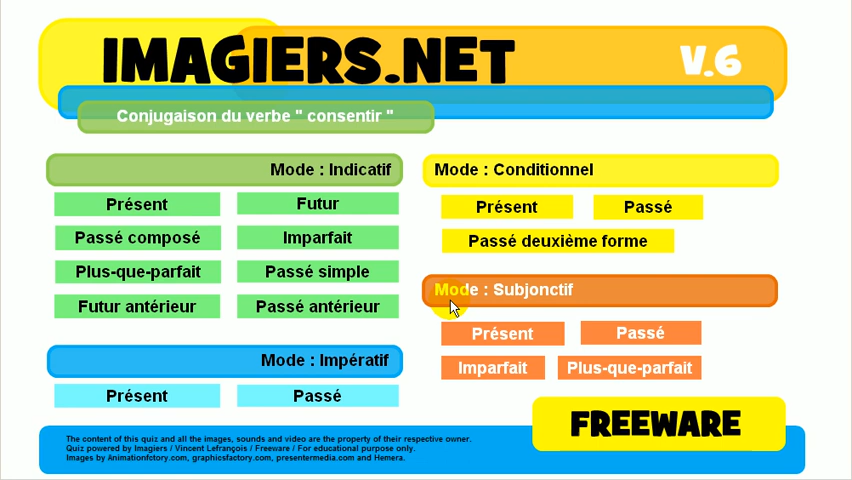 IMAGIERS.NET
V.6
Conjugaison du verbe " consentir "
Mode : Indicatif
Présent
Futur
Passé composé
Imparfait
Plus-que-parfait
Passé simple
Futur antérieur
Passé antérieur
Mode : Impératif
Présent
Passé
Mode : Conditionnel
Présent
Passé
Passé deuxième forme
Mode : Subjonctif
Présent
Passé
Imparfait
Plus-que-parfait
FREEWARE
The content of this quiz and all the images, sounds and video are the property of their respective owner.
Quiz powered by Imagiers / Vincent Lefrançois / Freeware / For educational purpose only.
Images by Animationfctory.com, graphicsfactory.com, presentermedia.com and Hemera.